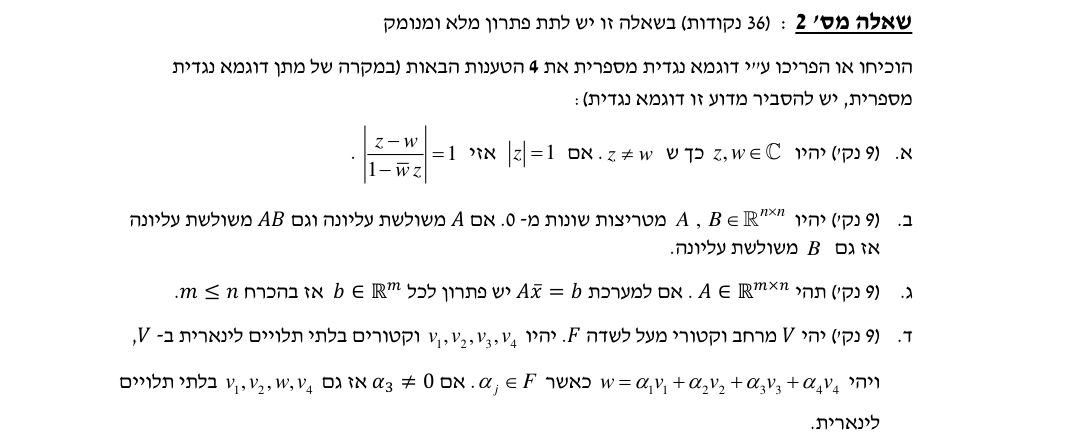 שאלה מס' 2 : (36 נקודות) בשאלה זו יש לתת פתרון מלא ומנומק
הוכיחו או הפריכו ע"י דוגמא נגדית מספרית את 4 הטענות הבאות (במקרה של מתן דוגמא נגדית
מספרית, יש להסביר מדוע זו דוגמא נגדית):
א. (9 נק') יהיו z, w ∈ ℂ כך ש z ≠ w . אם |z| = 1 אזי |(z − w)/(1 − w̅ z)| = 1 .
ב. (9 נק') יהיו A , B ∈ ℝⁿˣⁿ מטריצות שונות מ- 0. אם A משולשת עליונה וגם AB משולשת עליונה
אז גם B משולשת עליונה.
ג. (9 נק') תהי A ∈ ℝᵐˣⁿ . אם למערכת Ax̄ = b יש פתרון לכל b ∈ ℝᵐ אז בהכרח m ≤ n.
ד. (9 נק') יהי V מרחב וקטורי מעל לשדה F. יהיו v₁, v₂, v₃, v₄ וקטורים בלתי תלויים לינארית ב- V,
ויהי w = α₁v₁ + α₂v₂ + α₃v₃ + α₄v₄ כאשר αⱼ ∈ F . אם α₃ ≠ 0 אז גם v₁, v₂, w, v₄ בלתי תלויים
לינארית.